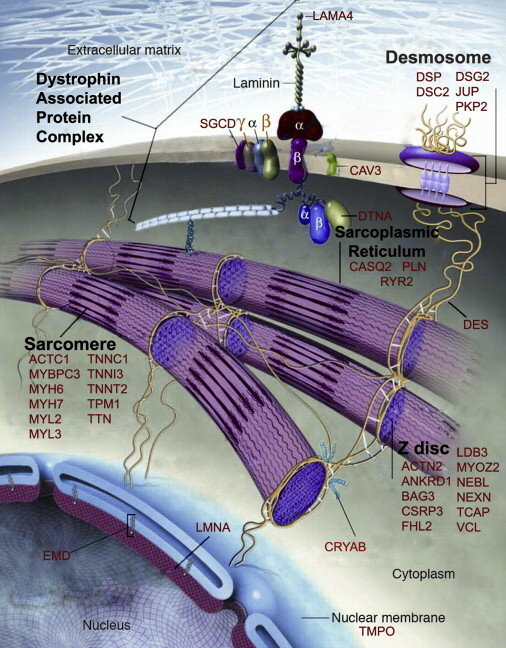 LAMA4
Extracellular matrix
Desmosome
DSP DSG2
DSC2 JUP
PKP2
Dystrophin
Associated
Protein
Complex
Laminin
SGCD γ α β
α
β
CAV3
α β
DTNA
Sarcoplasmic
Reticulum
CASQ2 PLN
RYR2
DES
Sarcomere
ACTC1 TNNC1
MYBPC3 TNNI3
MYH6 TNNT2
MYH7 TPM1
MYL2 TTN
MYL3
Z disc
ACTN2
ANKRD1
BAG3
CSRP3
FHL2
LDB3
MYOZ2
NEBL
NEXN
TCAP
VCL
LMNA
EMD
CRYAB
Cytoplasm
Nuclear membrane
TMPO
Nucleus